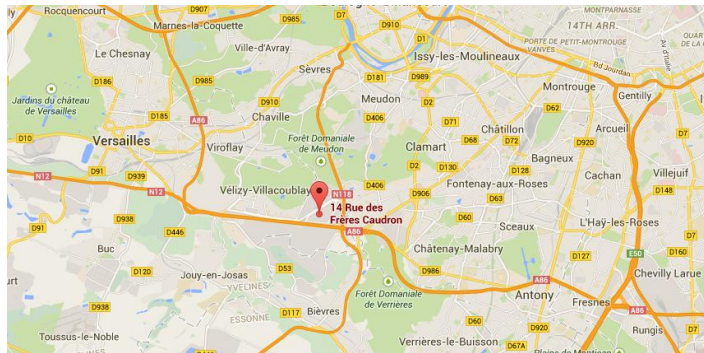 Rocquencourt
D907
Marnes-la-Coquette
D985
D7
D910
MONTPARNASSE
14TH ARR.
Le Chesnay
Ville-d'Avray
D1
PORTE DE PETIT-MONTROUGE
VANVES
Sèvres
Issy-les-Moulineaux
Bd Jourdan
Av d'Italie
D186
D985
D181
D989
Jardins du château
de Versailles
D910
Meudon
D2
Montrouge
Gentilly
D185
A86
Chaville
D406
D62
D10
Versailles
Viroflay
Forêt Domaniale
de Meudon
D71
Châtillon
Arcueil
D7
D68
D72
D920
Clamart
Bagneux
D91
D939
D2
D130
D128
Cachan
Villejuif
N12
N12
Vélizy-Villacoublay
N118
D406
D906
Fontenay-aux-Roses
D148
14 Rue des
Frères Caudron
D63
D91
D938
D446
A86
D60
Sceaux
L'Haÿ-les-Roses
Buc
Châtenay-Malabry
D127
E50
D160
D120
Jouy-en-Josas
D53
D986
Chevilly Larue
YVELINES
Forêt Domaniale
de Verrières
A86
ESSONNE
Antony
Fresnes
D938
D117
Bièvres
D60
D920
Rungis
D7
Toussus-le-Noble
Verrières-le-Buisson
D67A